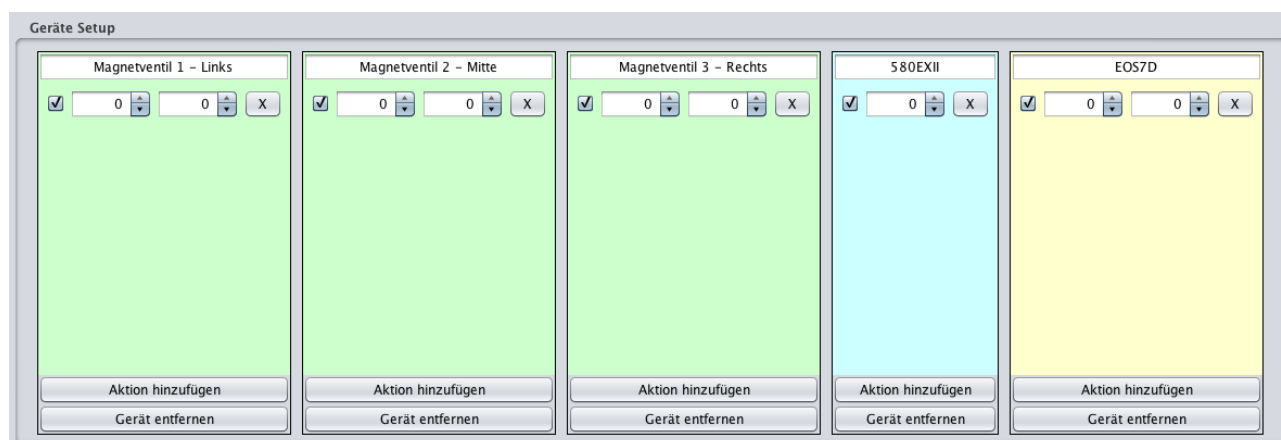 Geräte Setup
Magnetventil 1 – Links
Magnetventil 2 – Mitte
Magnetventil 3 – Rechts
580EXII
EOS7D
0 0 X
0 0 X
0 0 X
0 X
0 0 X
Aktion hinzufügen
Aktion hinzufügen
Aktion hinzufügen
Aktion hinzufügen
Aktion hinzufügen
Gerät entfernen
Gerät entfernen
Gerät entfernen
Gerät entfernen
Gerät entfernen